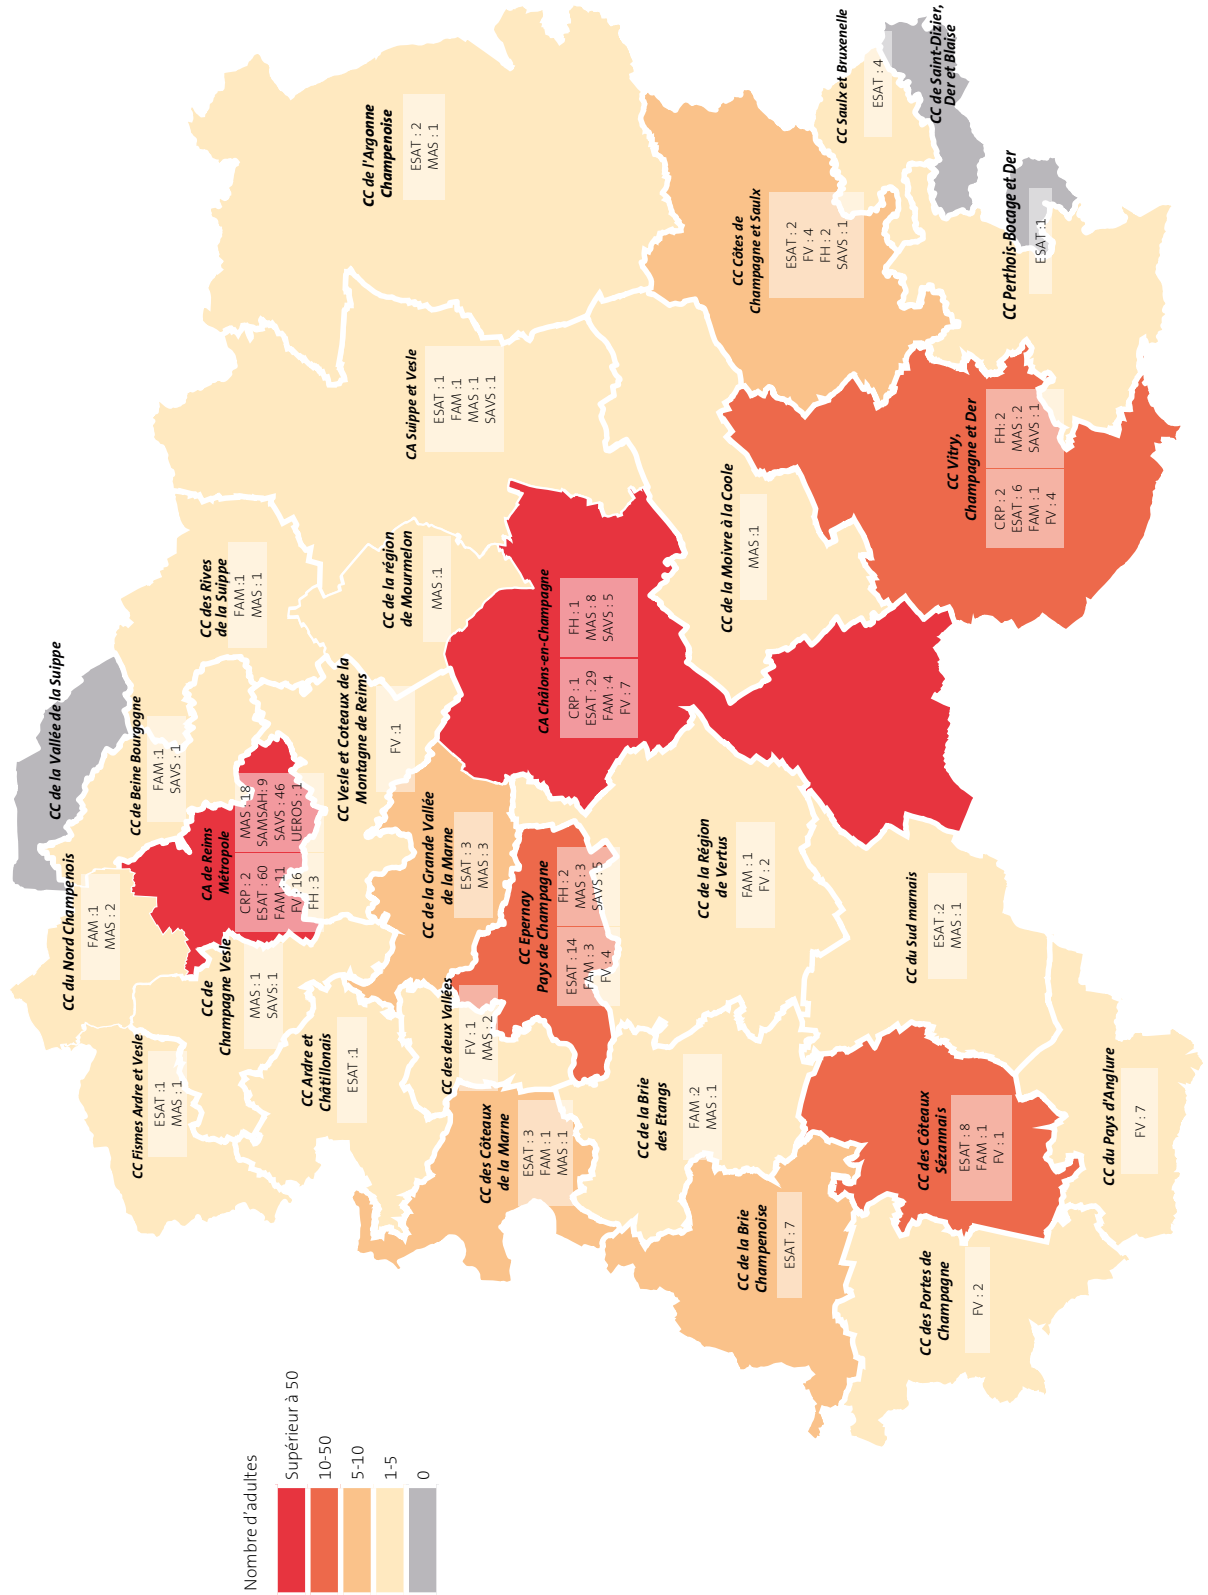 Nombre d'adultes
Supérieur à 50
10-50
5-10
1-5
0
CC de la Vallée de la Suippe
CC du Nord Champenois
FAM :1
MAS : 2
CC de Beine Bourgogne
FAM :1
SAVS : 1
CC des Rives
de la Suippe
FAM :1
MAS : 1
CC Fismes Ardre et Vesle
ESAT :1
MAS : 1
CC de
Champagne Vesle
MAS : 1
SAVS: 1
CA de Reims
Métropole
CRP : 2
ESAT : 60
FAM : 11
FV : 16
FH : 3
MAS : 18
SAMSAH: 9
SAVS : 46
UEROS : 1
CC Ardre et
Châtillonais
ESAT :1
CC Vesle et Coteaux de la
Montagne de Reims
FV :1
CC de la région
de Mourmelon
MAS :1
CA Suippe et Vesle
ESAT : 1
FAM :1
MAS : 1
SAVS : 1
CC de l'Argonne
Champenoise
ESAT : 2
MAS : 1
CC de la Grande Vallée
de la Marne
ESAT : 3
MAS : 3
CC des deux Vallées
FV : 1
MAS : 2
CC des Côteaux
de la Marne
ESAT : 3
FAM : 1
MAS : 1
CC Epernay
Pays de Champagne
ESAT : 14
FAM : 3
FV : 4
FH : 2
MAS : 3
SAVS : 5
CA Châlons-en-Champagne
CRP : 1
ESAT : 29
FAM : 4
FV : 7
FH : 1
MAS : 8
SAVS : 5
CC de la Brie
des Etangs
FAM :2
MAS : 1
CC de la Région
de Vertus
FAM : 1
FV : 2
CC de la Moivre à la Coole
MAS :1
CC Côtes de
Champagne et Saulx
ESAT : 2
FV : 4
FH : 2
SAVS : 1
CC Saulx et Bruxenelle
ESAT : 4
CC de Saint-Dizier,
Der et Blaise
CC de la Brie
Champenoise
ESAT : 7
CC des Portes de
Champagne
FV : 2
CC des Côteaux
Sézannais
ESAT : 8
FAM : 1
FV : 1
CC du Sud marnais
ESAT :2
MAS : 1
CC Vitry,
Champagne et Der
CRP : 2
ESAT : 6
FAM : 1
FV : 4
FH : 2
MAS : 2
SAVS : 1
CC Perthois-Bocage et Der
ESAT :1
CC du Pays d'Anglure
FV : 7